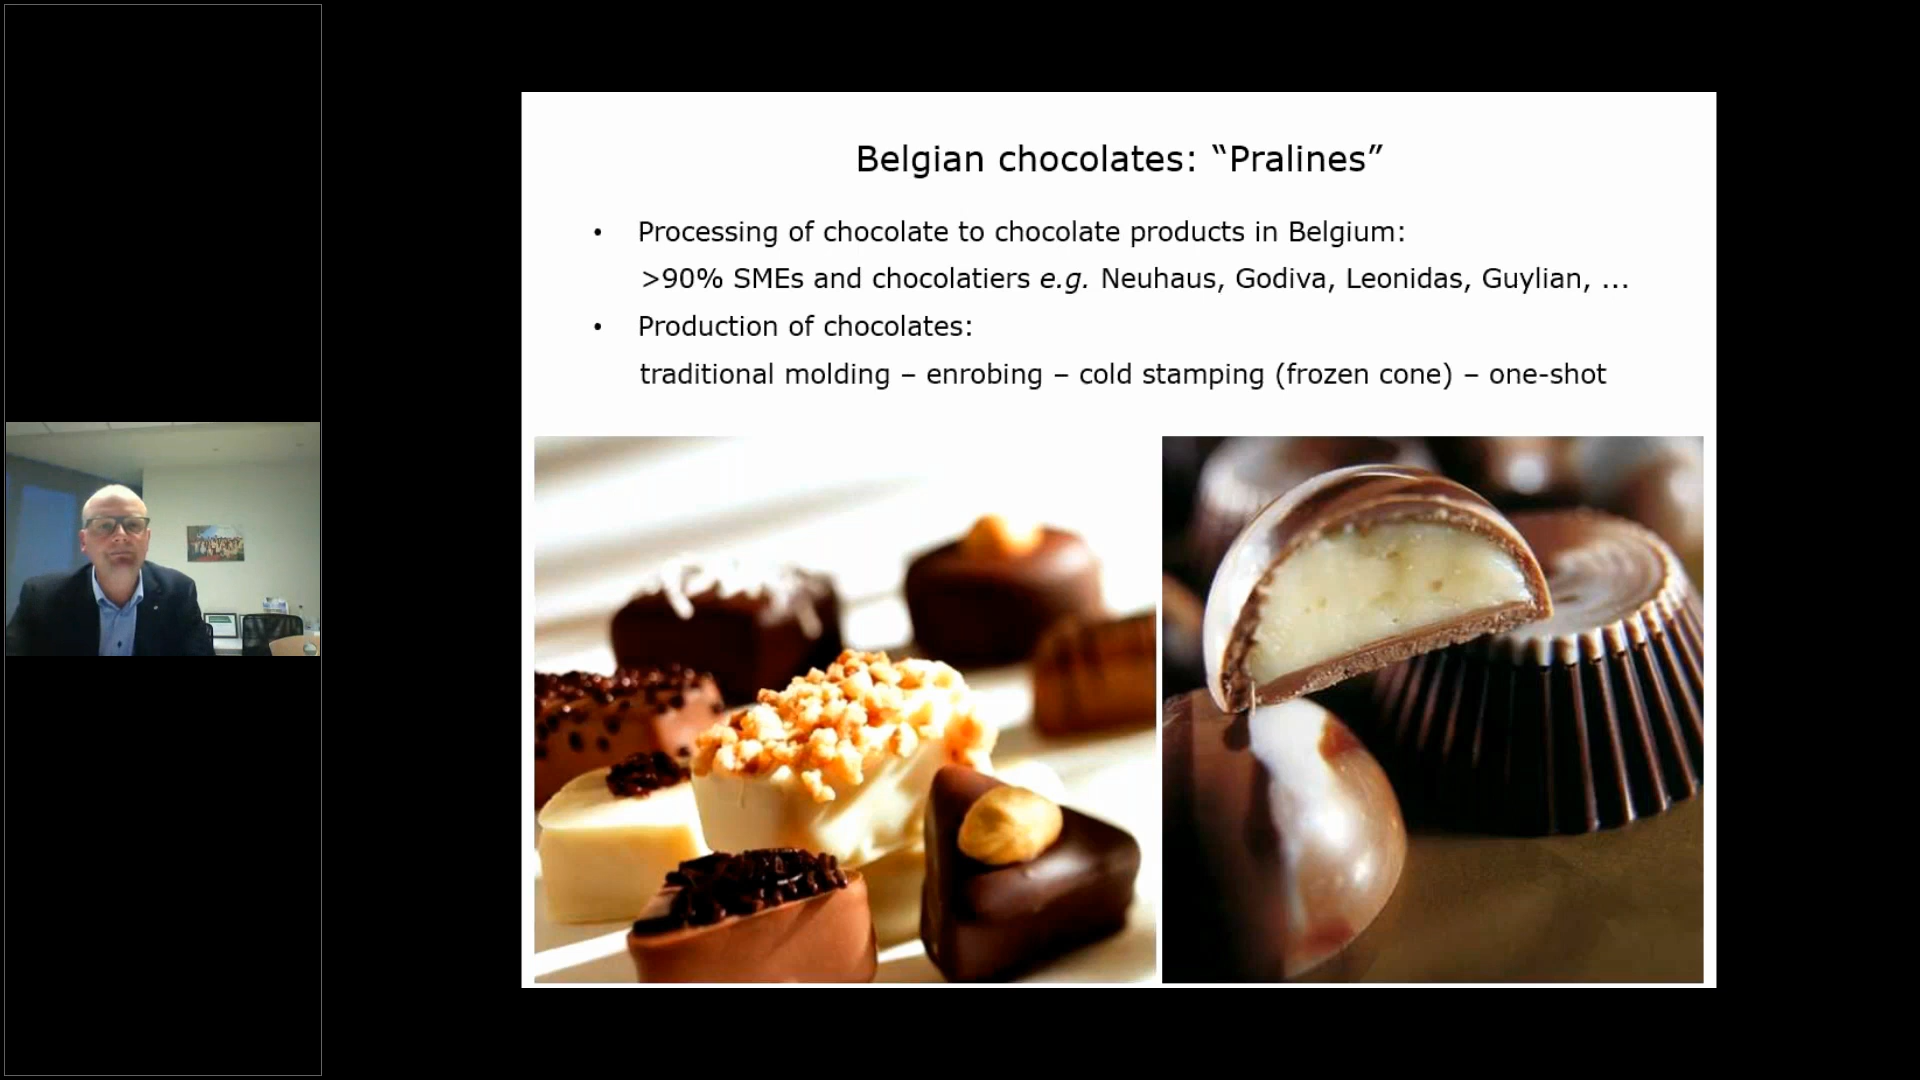 Belgian chocolates: “Pralines”
• Processing of chocolate to chocolate products in Belgium:
>90% SMEs and chocolatiers e.g. Neuhaus, Godiva, Leonidas, Guylian, ...
• Production of chocolates:
traditional molding – enrobing – cold stamping (frozen cone) – one-shot